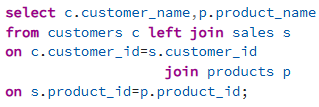 select c.customer_name,p.product_name
from customers c left join sales s
on c.customer_id=s.customer_id
join products p
on s.product_id=p.product_id;